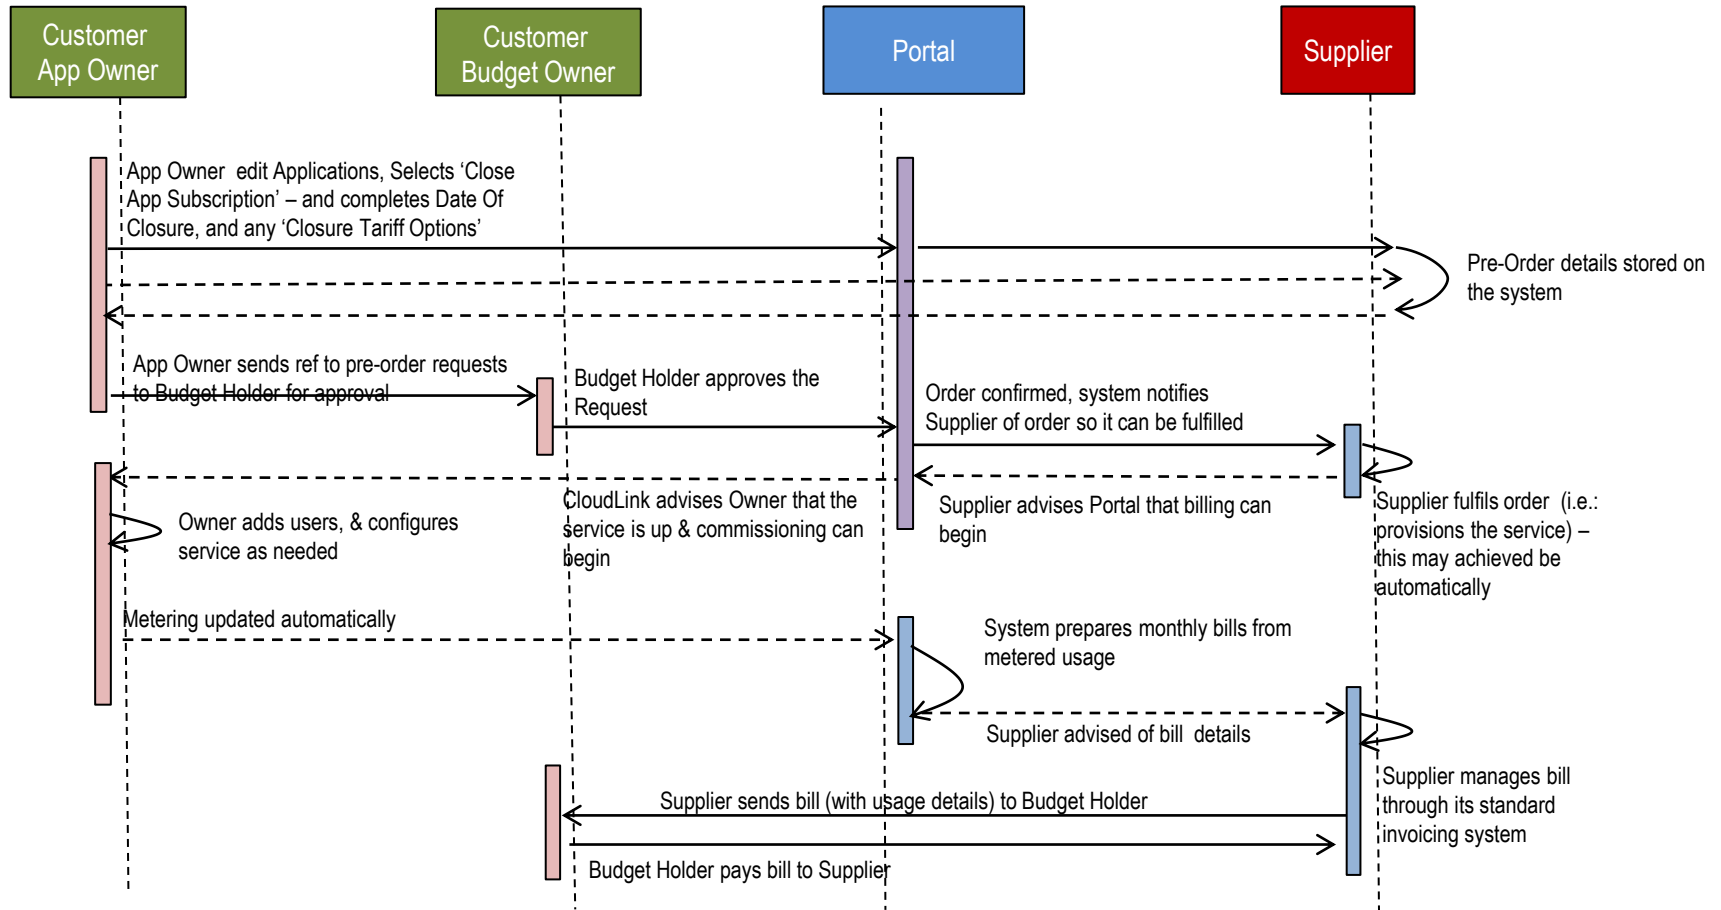 Customer
App Owner
Customer
Budget Owner
Portal
Supplier
App Owner  edit Applications, Selects ‘Close
App Subscription’ – and completes Date Of
Closure, and any ‘Closure Tariff Options’
Pre-Order details stored on
the system
App Owner sends ref to pre-order requests
to Budget Holder for approval
Budget Holder approves the
Request
Order confirmed, system notifies
Supplier of order so it can be fulfilled
CloudLink advises Owner that the
service is up & commissioning can
begin
Supplier advises Portal that billing can
begin
Supplier fulfils order  (i.e.:
provisions the service) –
this may achieved be
automatically
Owner adds users, & configures
service as needed
Metering updated automatically
System prepares monthly bills from
metered usage
Supplier advised of bill  details
Supplier manages bill
through its standard
invoicing system
Supplier sends bill (with usage details) to Budget Holder
Budget Holder pays bill to Supplier